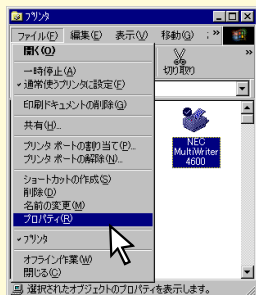 プリンタ
ファイル(F) 編集(E) 表示(V) 移動(G) : »
開く(O)
一時停止(A)
通常使うプリンタに設定(F)
印刷ドキュメントの削除(G)
共有(H)...
プリンタ ポートの割り当て(P)...
プリンタ ポートの解除(N)...
ショートカットの作成(S)
削除(D)
名前の変更(M)
プロパティ(R)
プリンタ
オフライン作業(W)
閉じる(C)
切り取り
»
NEC
MultiWriter
4600
選択されたオブジェクトのプロパティを表示します。